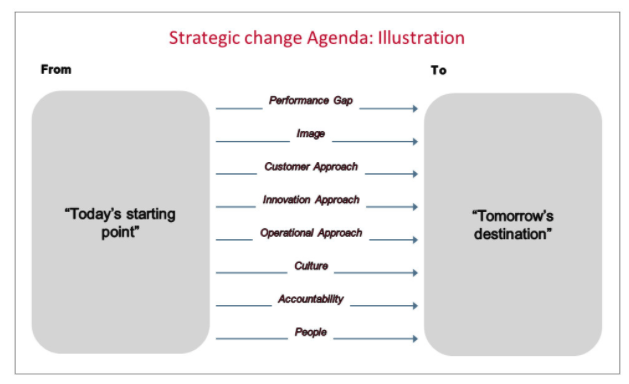 Strategic change Agenda: Illustration
From
To
Performance Gap
Image
Customer Approach
Innovation Approach
Operational Approach
Culture
Accountability
People
“Today’s starting
point”
“Tomorrow’s
destination”